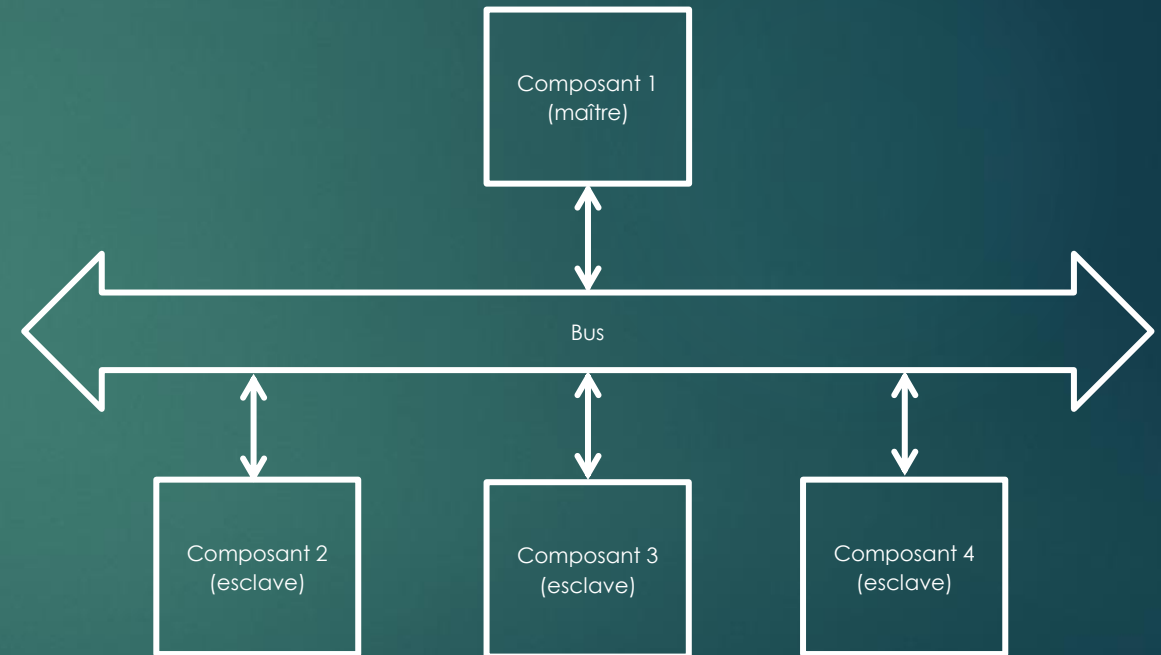 Composant 1
(maître)
Bus
Composant 2
(esclave)
Composant 3
(esclave)
Composant 4
(esclave)